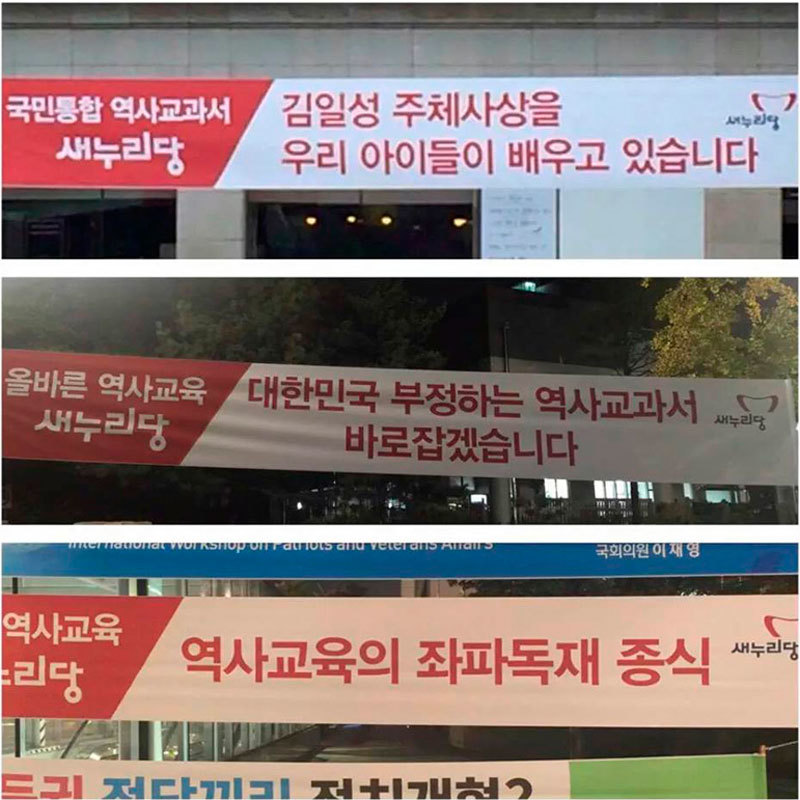 국민통합 역사교과서
새누리당
김일성 주체사상을
우리 아이들이 배우고 있습니다
새누리당
올바른 역사교육
새누리당
대한민국 부정하는 역사교과서
바로잡겠습니다
새누리당
International Workshop on Patriots and Veterans Affairs
국회의원 이재영
역사교육
누리당
역사교육의 좌파독재 종식
새누리당
정당끼리 정치개혁?